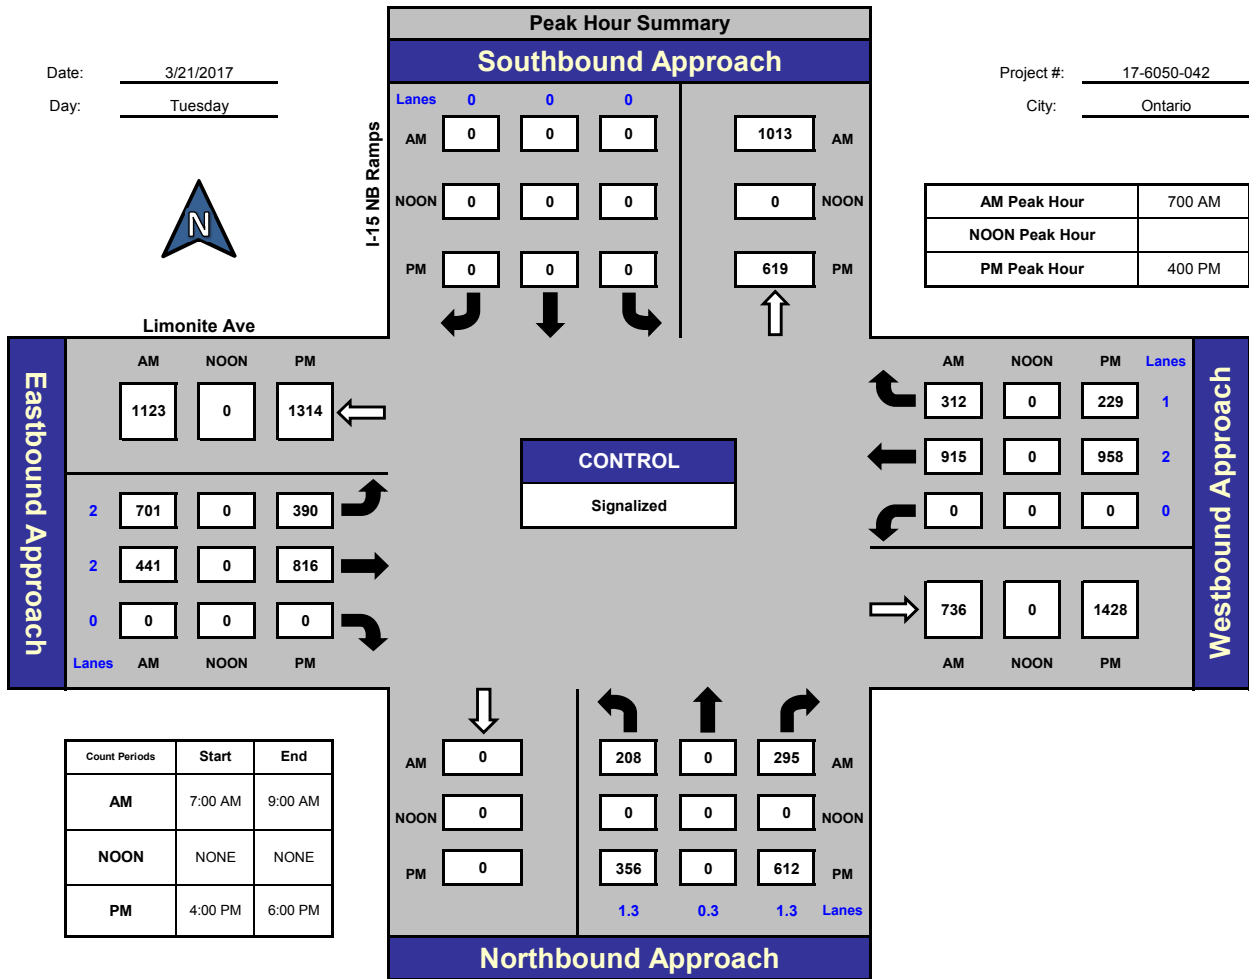 Peak Hour Summary
Southbound Approach
Date: 3/21/2017
Project #: 17-6050-042
Day: Tuesday
City: Ontario
I-15 NB Ramps
Lanes 0 0 0
AM 0 0 0 1013 AM
NOON 0 0 0 0 NOON
PM 0 0 0 619 PM
N
AM Peak Hour 700 AM
NOON Peak Hour
PM Peak Hour 400 PM
Limonite Ave
Eastbound Approach
AM NOON PM
1123 0 1314
2 701 0 390
2 441 0 816
0 0 0 0
Lanes AM NOON PM
CONTROL
Signalized
Westbound Approach
AM NOON PM Lanes
312 0 229 1
915 0 958 2
0 0 0 0
736 0 1428
AM NOON PM
Count Periods Start End
AM 7:00 AM 9:00 AM
NOON NONE NONE
PM 4:00 PM 6:00 PM
AM 0 208 0 295 AM
NOON 0 0 0 0 NOON
PM 0 356 0 612 PM
1.3 0.3 1.3 Lanes
Northbound Approach